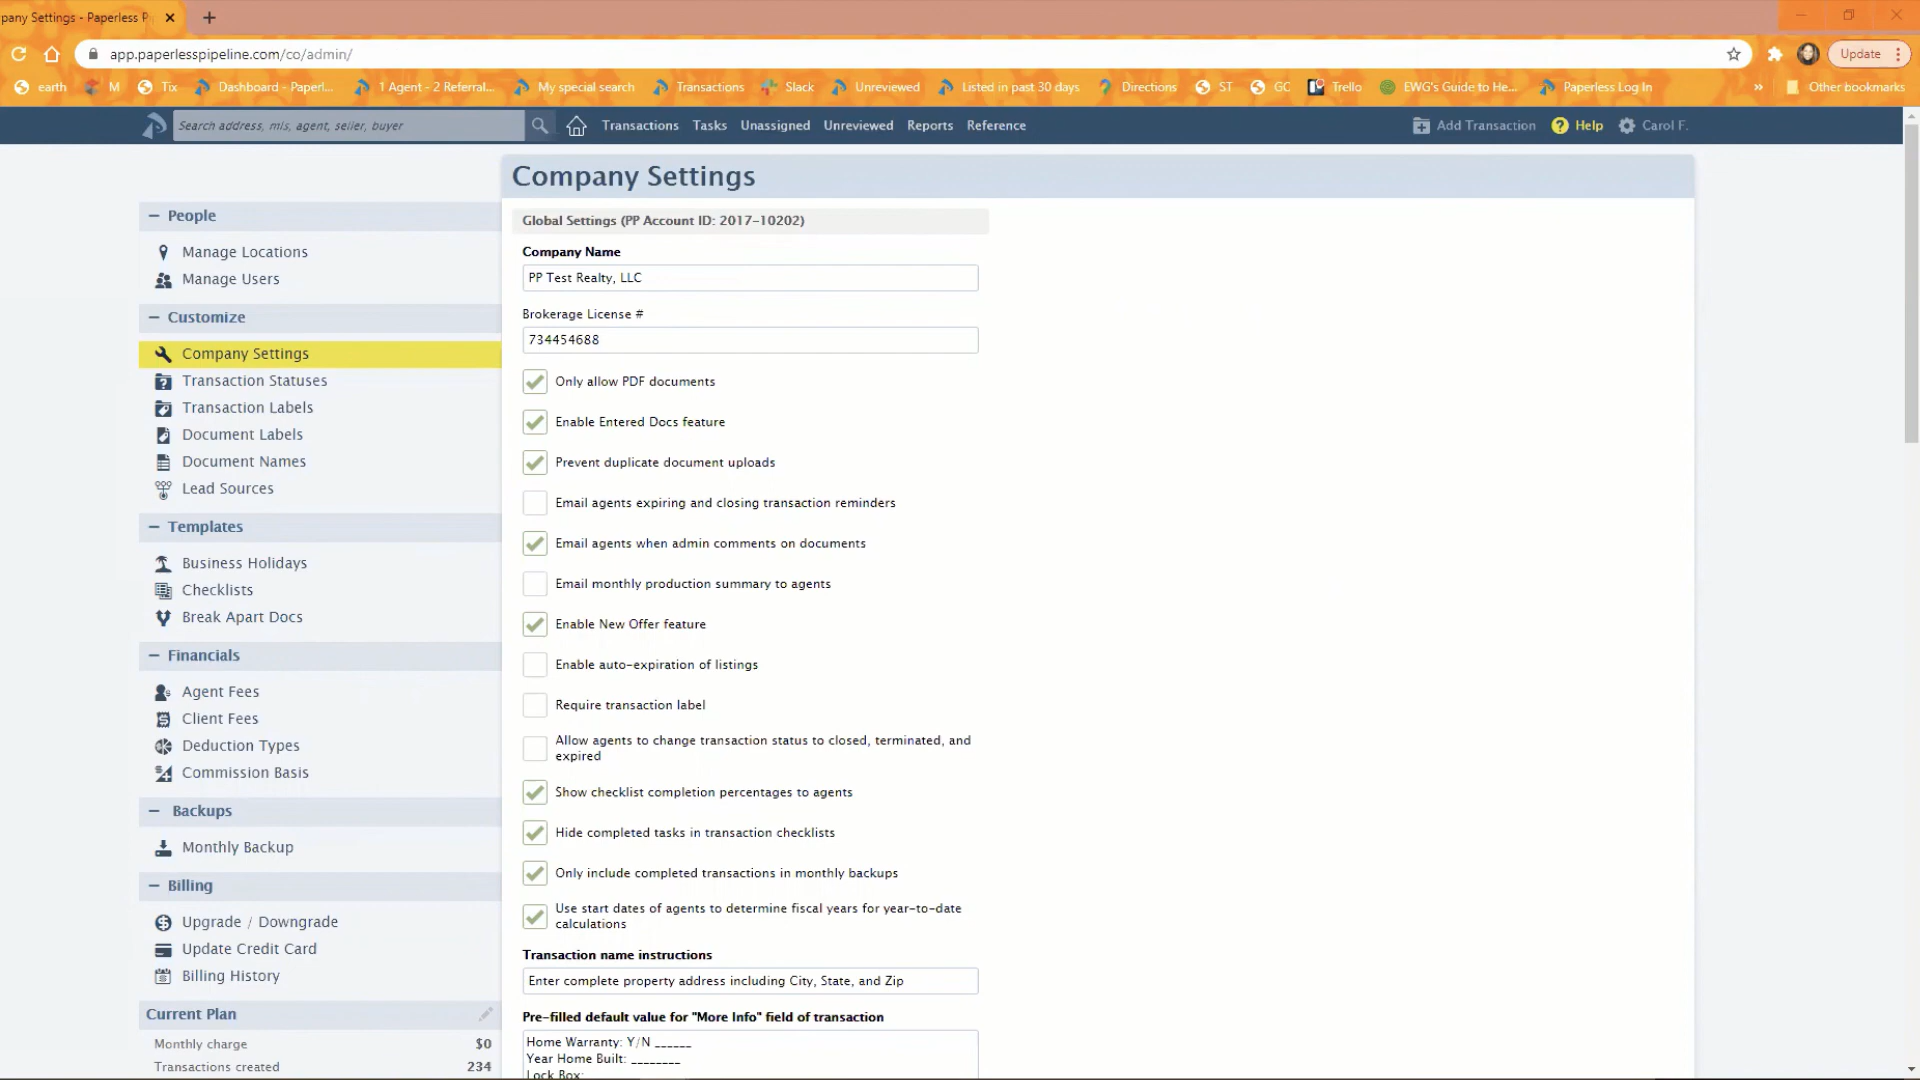 pany Settings - Paperless P
app.paperlesspipeline.com/co/admin/
Update
earth
M
Tix
Dashboard - Paperl...
1 Agent - 2 Referral...
My special search
Transactions
Slack
Unreviewed
Listed in past 30 days
Directions
ST
GC
Trello
EWG's Guide to He...
Paperless Log In
»
Other bookmarks
Search address, mls, agent, seller, buyer
Transactions
Tasks
Unassigned
Unreviewed
Reports
Reference
Add Transaction
Help
Carol F.
People
Manage Locations
Manage Users
Customize
Company Settings
Transaction Statuses
Transaction Labels
Document Labels
Document Names
Lead Sources
Templates
Business Holidays
Checklists
Break Apart Docs
Financials
Agent Fees
Client Fees
Deduction Types
Commission Basis
Backups
Monthly Backup
Billing
Upgrade / Downgrade
Update Credit Card
Billing History
Current Plan
Monthly charge $0
Transactions created 234
Company Settings
Global Settings (PP Account ID: 2017-10202)
Company Name
PP Test Realty, LLC
Brokerage License #
734454688
Only allow PDF documents
Enable Entered Docs feature
Prevent duplicate document uploads
Email agents expiring and closing transaction reminders
Email agents when admin comments on documents
Email monthly production summary to agents
Enable New Offer feature
Enable auto-expiration of listings
Require transaction label
Allow agents to change transaction status to closed, terminated, and
expired
Show checklist completion percentages to agents
Hide completed tasks in transaction checklists
Only include completed transactions in monthly backups
Use start dates of agents to determine fiscal years for year-to-date
calculations
Transaction name instructions
Enter complete property address including City, State, and Zip
Pre-filled default value for "More Info" field of transaction
Home Warranty: Y/N ______
Year Home Built: ________
Lock Box: